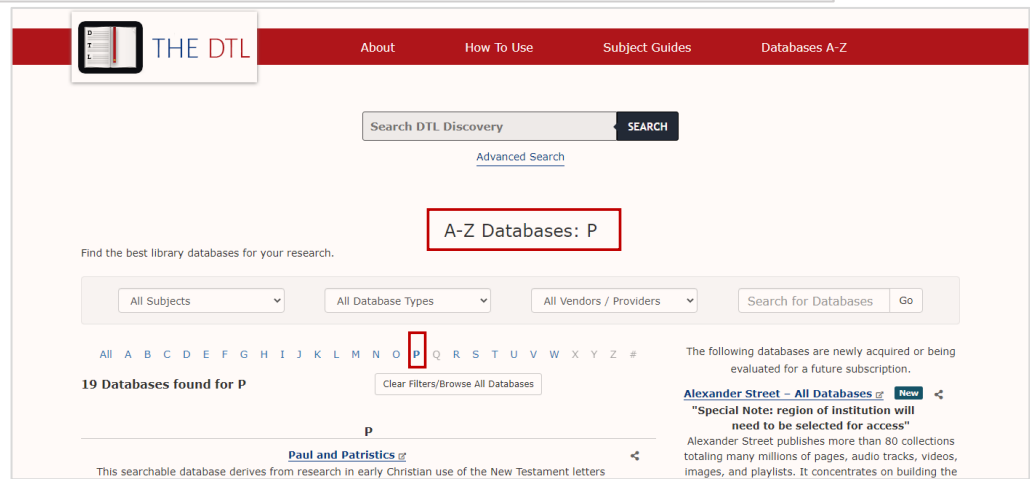 D
T
L
THE DTL
About How To Use Subject Guides Databases A-Z
Search DTL Discovery SEARCH
Advanced Search
A-Z Databases: P
Find the best library databases for your research.
All Subjects All Database Types All Vendors / Providers Search for Databases Go
All A B C D E F G H I J K L M N O P Q R S T U V W X Y Z #
19 Databases found for P Clear Filters/Browse All Databases
P
Paul and Patristics
This searchable database derives from research in early Christian use of the New Testament letters
The following databases are newly acquired or being
evaluated for a future subscription.
Alexander Street – All Databases New
"Special Note: region of institution will
need to be selected for access"
Alexander Street publishes more than 80 collections
totaling many millions of pages, audio tracks, videos,
images, and playlists. It concentrates on building the